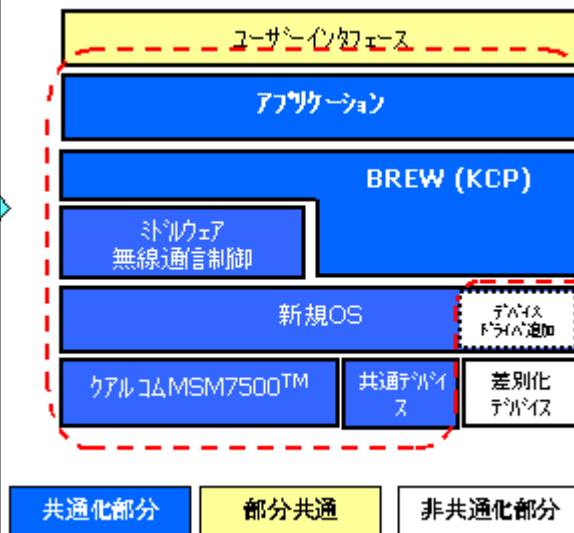 ユーザーインタフェース
アプリケーション
BREW (KCP)
ミドルウェア
無線通信制御
新規OS
デバイス
ドライバ追加
クアルコムMSM7500TM
共通デバイ
ス
差別化
デバイス
共通化部分
部分共通
非共通化部分